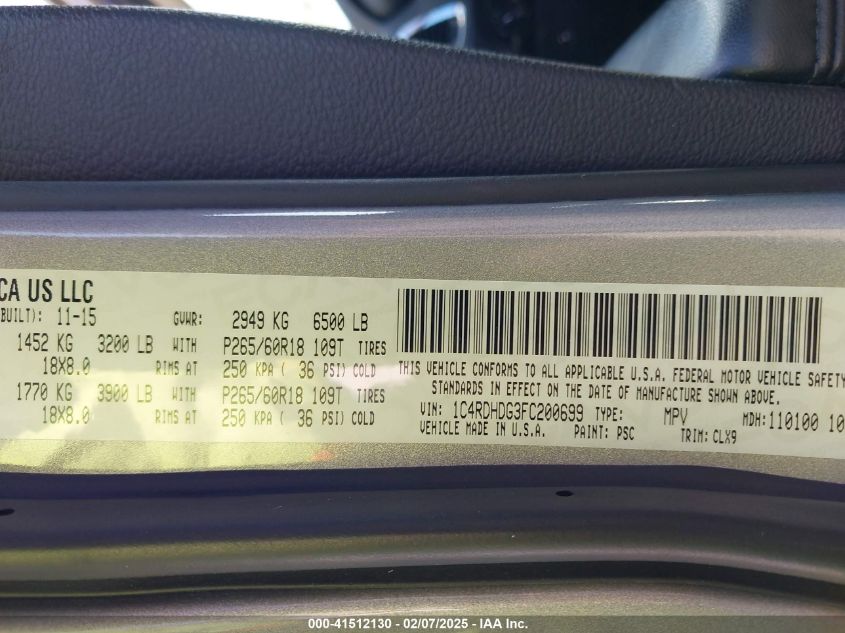 CA US LLC
BUILT): 11-15 GVWR: 2949 KG 6500 LB
1452 KG 3200 LB WITH P265/60R18 109T TIRES
18X8.0 RIMS AT 250 KPA ( 36 PSI) COLD
1770 KG 3900 LB WITH P265/60R18 109T TIRES
18X8.0 RIMS AT 250 KPA ( 36 PSI) COLD
THIS VEHICLE CONFORMS TO ALL APPLICABLE U.S.A. FEDERAL MOTOR VEHICLE SAFETY
STANDARDS IN EFFECT ON THE DATE OF MANUFACTURE SHOWN ABOVE.
VIN: 1C4RDHDG3FC200699 TYPE: MPV MDH:110100 10
VEHICLE MADE IN U.S.A. PAINT: PSC TRIM: CLX9
000-41512130 - 02/07/2025 - IAA Inc.